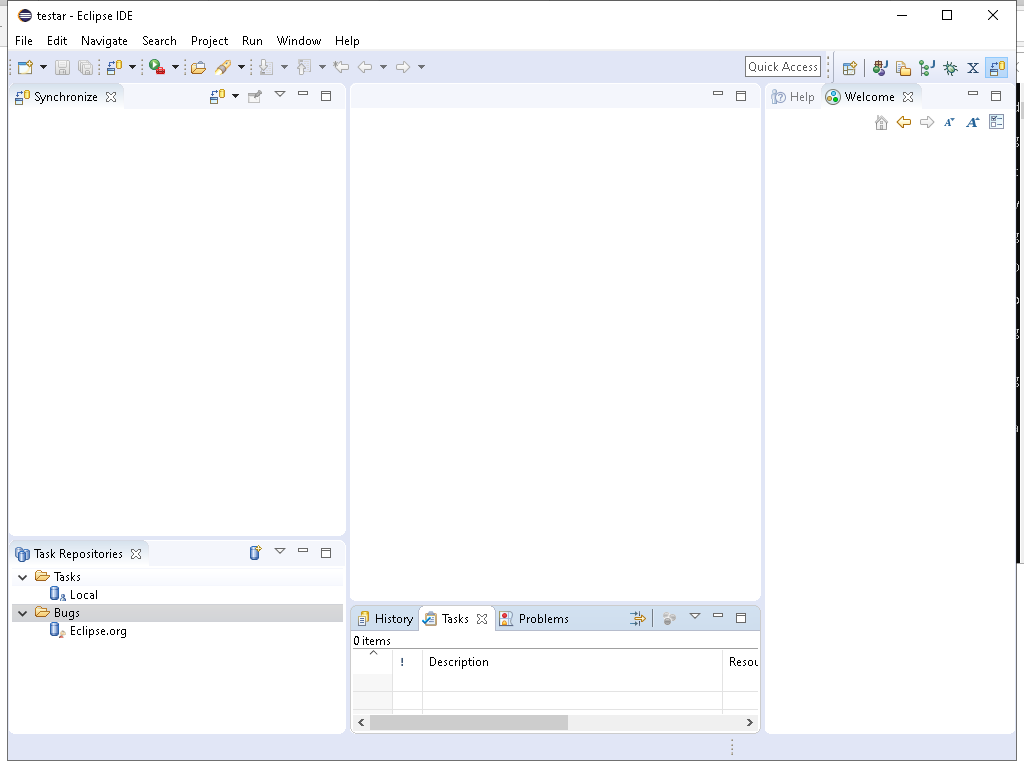 testar - Eclipse IDE
File Edit Navigate Search Project Run Window Help
Quick Access
Synchronize
Help Welcome
Task Repositories
Tasks
Local
Bugs
Eclipse.org
History Tasks Problems
0 items
! Description Resou